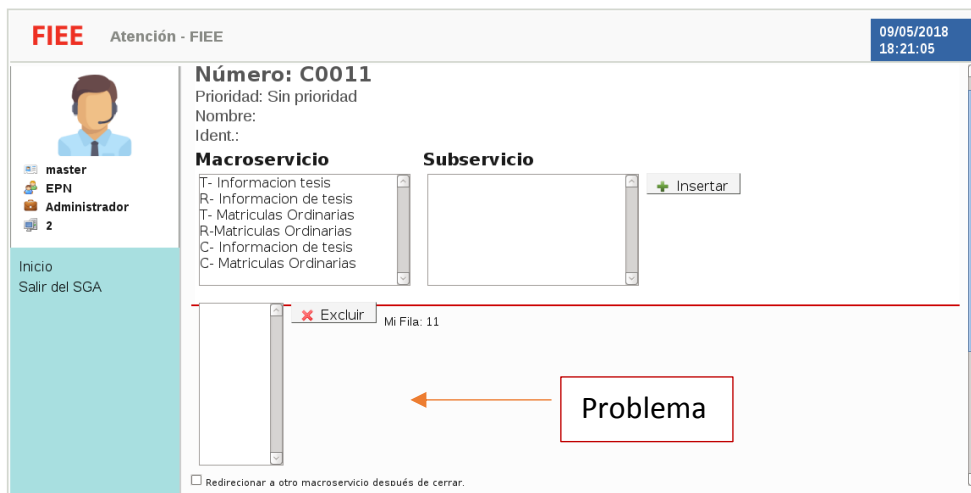 FIEE Atención - FIEE
09/05/2018
18:21:05
master
EPN
Administrador
2
Inicio
Salir del SGA
Número: C0011
Prioridad: Sin prioridad
Nombre:
Ident.:
Macroservicio Subservicio
T- Informacion tesis
R- Informacion de tesis
T- Matriculas Ordinarias
R-Matriculas Ordinarias
C- Informacion de tesis
C- Matriculas Ordinarias
Insertar
Excluir Mi Fila: 11
Problema
Redirecionar a otro macroservicio después de cerrar.